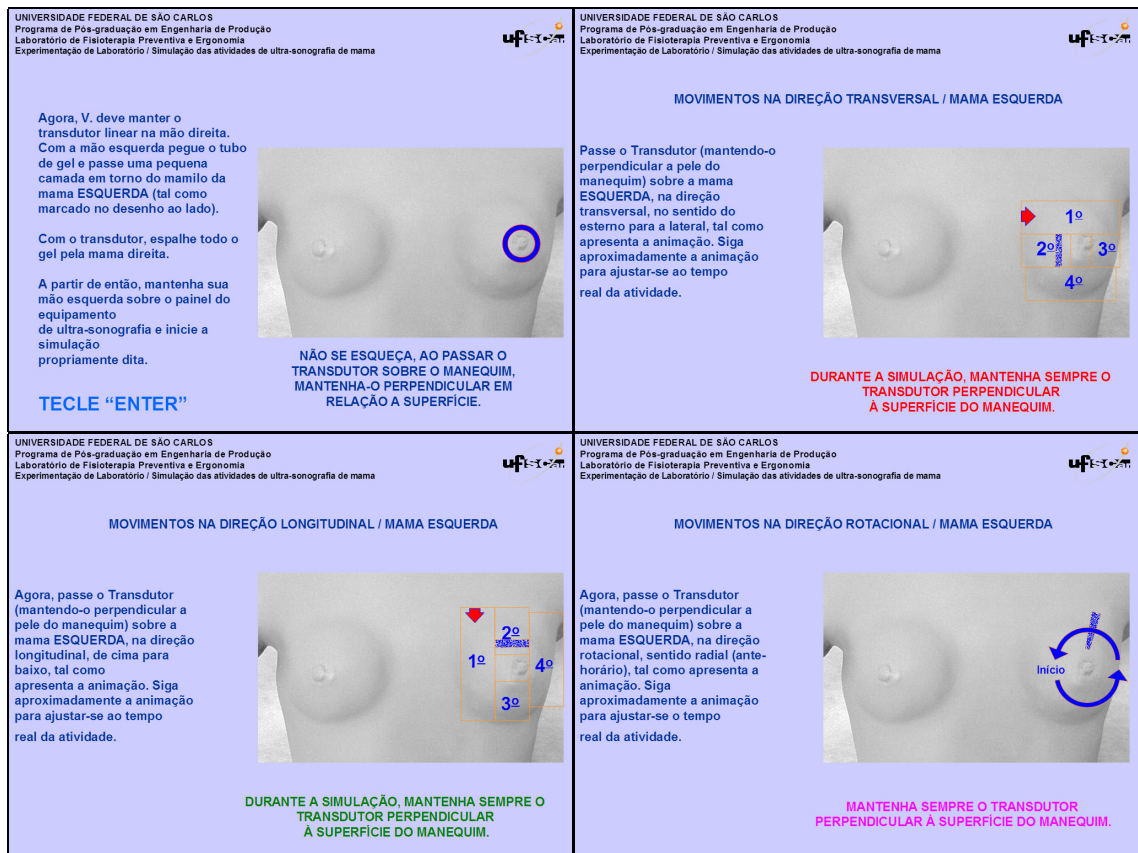 UNIVERSIDADE FEDERAL DE SÃO CARLOS
Programa de Pós-graduação em Engenharia de Produção
Laboratório de Fisioterapia Preventiva e Ergonomia
Experimentação de Laboratório / Simulação das atividades de ultra-sonografia de mama
ufscar
Agora, V. deve manter o
transdutor linear na mão direita.
Com a mão esquerda pegue o tubo
de gel e passe uma pequena
camada em torno do mamilo da
mama ESQUERDA (tal como
marcado no desenho ao lado).
Com o transdutor, espalhe todo o
gel pela mama direita.
A partir de então, mantenha sua
mão esquerda sobre o painel do
equipamento
de ultra-sonografia e inicie a
simulação
propriamente dita.
TECLE “ENTER”
NÃO SE ESQUEÇA, AO PASSAR O
TRANSDUTOR SOBRE O MANEQUIM,
MANTENHA-O PERPENDICULAR EM
RELAÇÃO A SUPERFÍCIE.
UNIVERSIDADE FEDERAL DE SÃO CARLOS
Programa de Pós-graduação em Engenharia de Produção
Laboratório de Fisioterapia Preventiva e Ergonomia
Experimentação de Laboratório / Simulação das atividades de ultra-sonografia de mama
ufscar
MOVIMENTOS NA DIREÇÃO TRANSVERSAL / MAMA ESQUERDA
Passe o Transdutor (mantendo-o
perpendicular a pele do
manequim) sobre a mama
ESQUERDA, na direção
transversal, no sentido do
esterno para a lateral, tal como
apresenta a animação. Siga
aproximadamente a animação
para ajustar-se ao tempo
real da atividade.
1º
2º
3º
4º
DURANTE A SIMULAÇÃO, MANTENHA SEMPRE O
TRANSDUTOR PERPENDICULAR
À SUPERFÍCIE DO MANEQUIM.
UNIVERSIDADE FEDERAL DE SÃO CARLOS
Programa de Pós-graduação em Engenharia de Produção
Laboratório de Fisioterapia Preventiva e Ergonomia
Experimentação de Laboratório / Simulação das atividades de ultra-sonografia de mama
ufscar
MOVIMENTOS NA DIREÇÃO LONGITUDINAL / MAMA ESQUERDA
Agora, passe o Transdutor
(mantendo-o perpendicular a
pele do manequim) sobre a
mama ESQUERDA, na direção
longitudinal, de cima para
baixo, tal como
apresenta a animação. Siga
aproximadamente a animação
para ajustar-se ao tempo
real da atividade.
2º
1º
4º
3º
DURANTE A SIMULAÇÃO, MANTENHA SEMPRE O
TRANSDUTOR PERPENDICULAR
À SUPERFÍCIE DO MANEQUIM.
UNIVERSIDADE FEDERAL DE SÃO CARLOS
Programa de Pós-graduação em Engenharia de Produção
Laboratório de Fisioterapia Preventiva e Ergonomia
Experimentação de Laboratório / Simulação das atividades de ultra-sonografia de mama
ufscar
MOVIMENTOS NA DIREÇÃO ROTACIONAL / MAMA ESQUERDA
Agora, passe o Transdutor
(mantendo-o perpendicular a
pele do manequim) sobre a
mama ESQUERDA, na direção
rotacional, sentido radial (ante-
horário), tal como apresenta a
animação. Siga
aproximadamente a animação
para ajustar-se o tempo
real da atividade.
Início
MANTENHA SEMPRE O TRANSDUTOR
PERPENDICULAR À SUPERFÍCIE DO MANEQUIM.